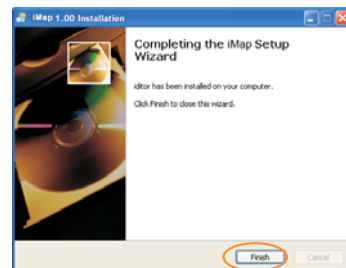 iMap 1.00 Installation
Completing the iMap Setup
Wizard
iditor has been installed on your computer.
Click Finish to close this wizard.
Finish
Cancel